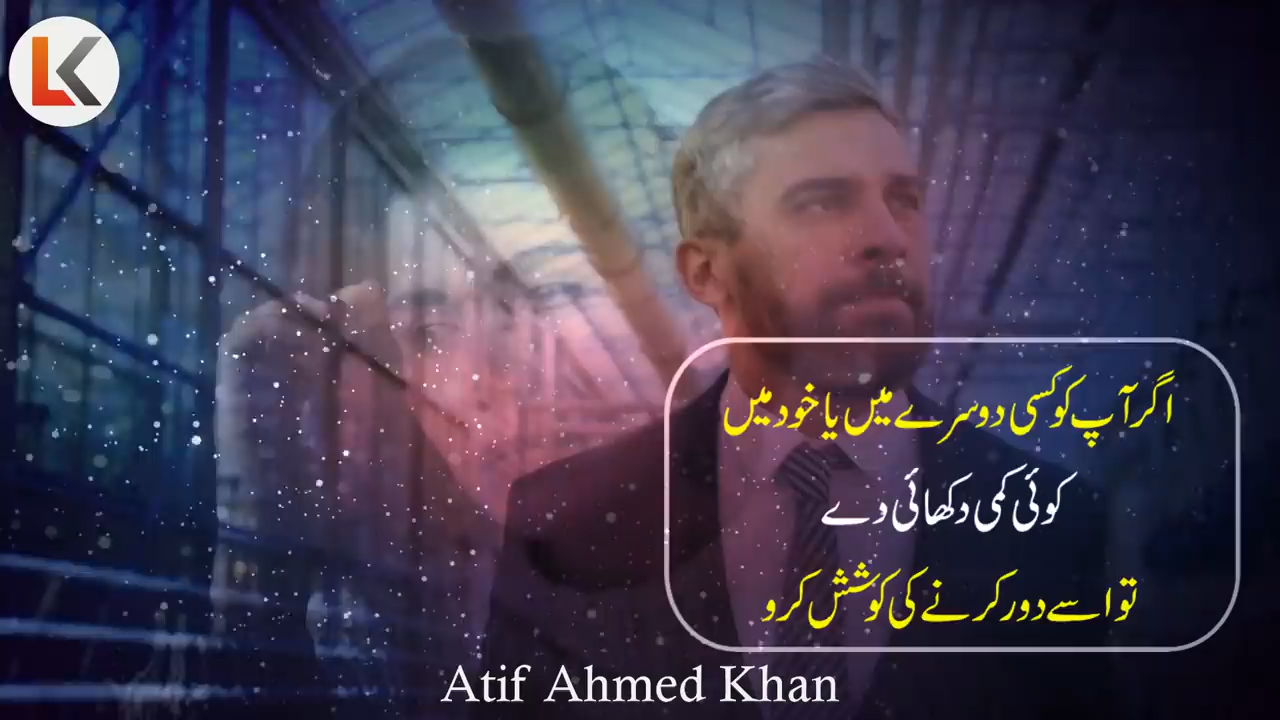 LK
اگر آپ کو کسی دوسرے میں یا خود میں
کوئی کمی دکھائی دے
تو اسے دور کرنے کی کوشش کرو
Atif Ahmed Khan